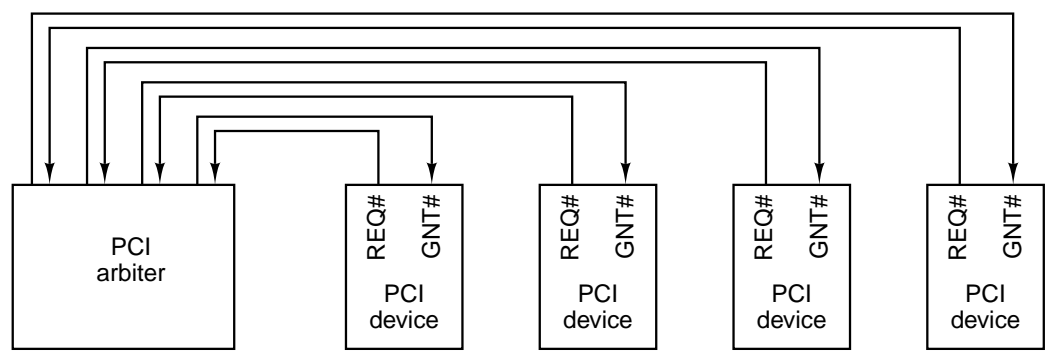 PCI
arbiter
REQ#
GNT#
PCI
device
REQ#
GNT#
PCI
device
REQ#
GNT#
PCI
device
REQ#
GNT#
PCI
device